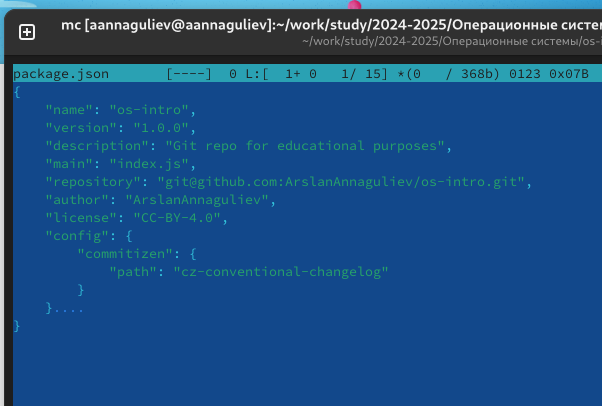 mc [aannaguliev@aannaguliev]:~/work/study/2024-2025/Операционные
~/work/study/2024-2025/Операционные системы/os-
package.json       [----]  0 L:[  1+ 0   1/ 15] *(0   / 368b) 0123 0x07B
{
    "name": "os-intro",
    "version": "1.0.0",
    "description": "Git repo for educational purposes",
    "main": "index.js",
    "repository": "git@github.com:ArslanAnnaguliev/os-intro.git",
    "author": "ArslanAnnaguliev",
    "license": "CC-BY-4.0",
    "config": {
        "commitizen": {
            "path": "cz-conventional-changelog"
        }
    }....
}